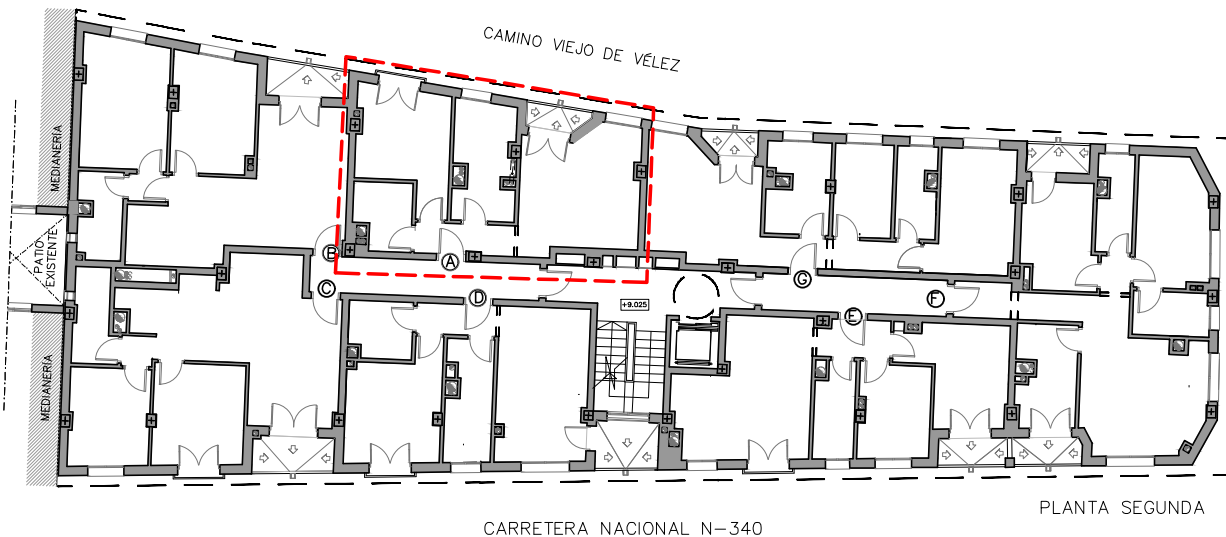 CAMINO VIEJO DE VÉLEZ
MEDIANERÍA
PATIO
EXISTENTE
B
A
C
D
G
F
E
+9.025
MEDIANERÍA
PLANTA SEGUNDA
CARRETERA NACIONAL N-340